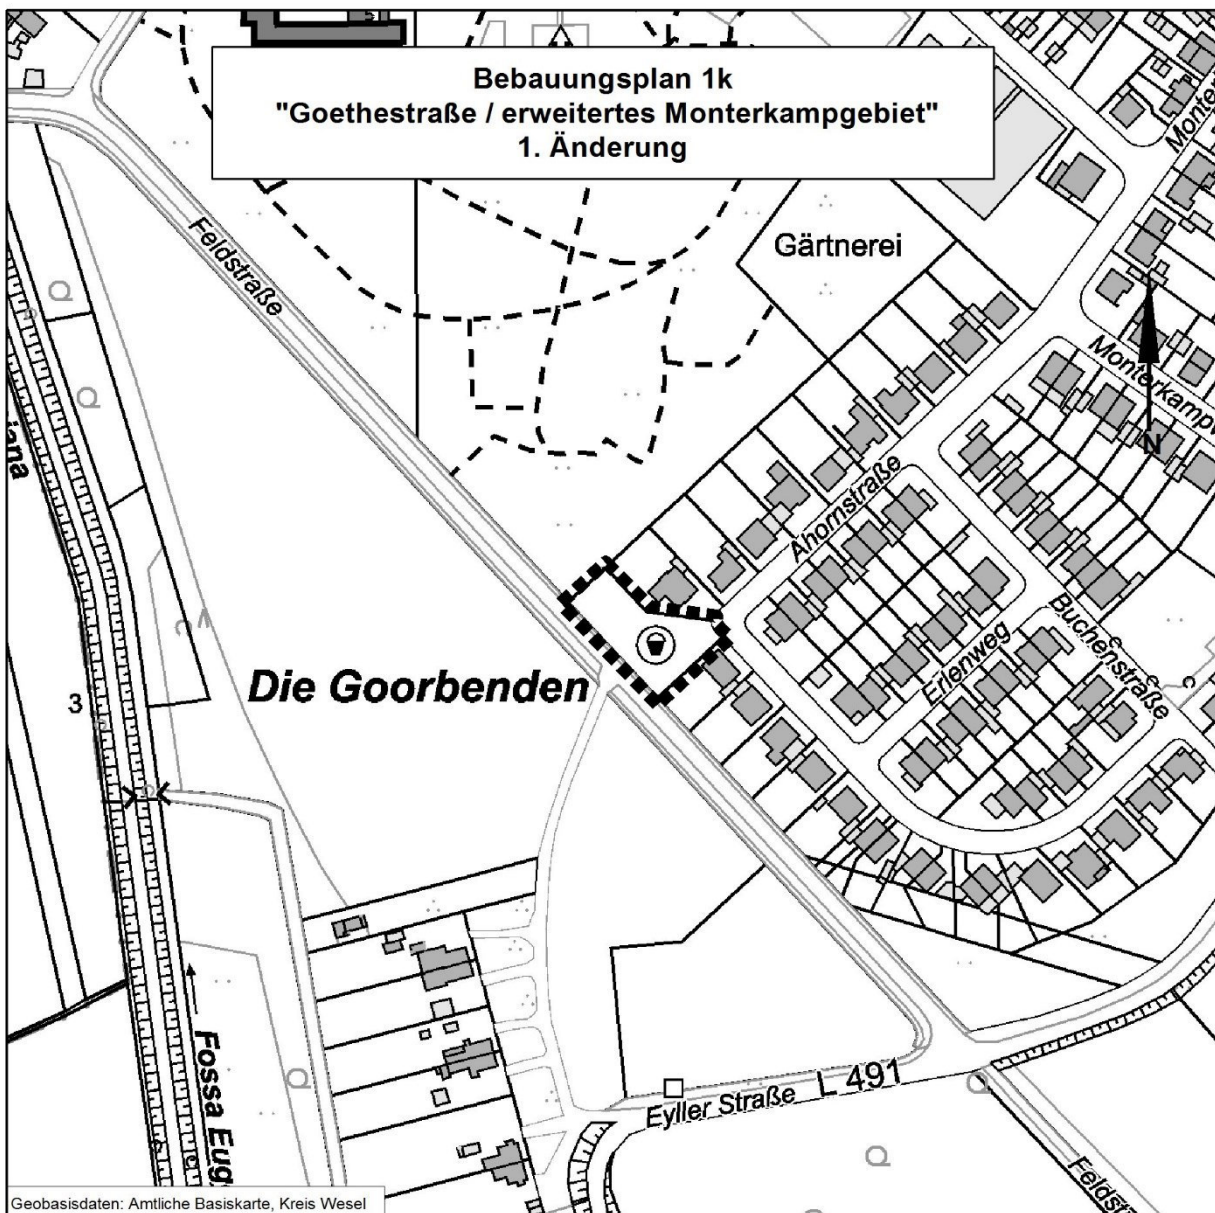 Bebauungsplan 1k
"Goethestraße / erweitertes Monterkampgebiet"
1. Änderung
Feldstraße
Gärtnerei
N
Ahornstraße
Erlenweg
Buchenstraße
Die Goorbenden
3
Fossa Eug
Eyller Straße
L 491
Geobasisdaten: Amtliche Basiskarte, Kreis Wesel